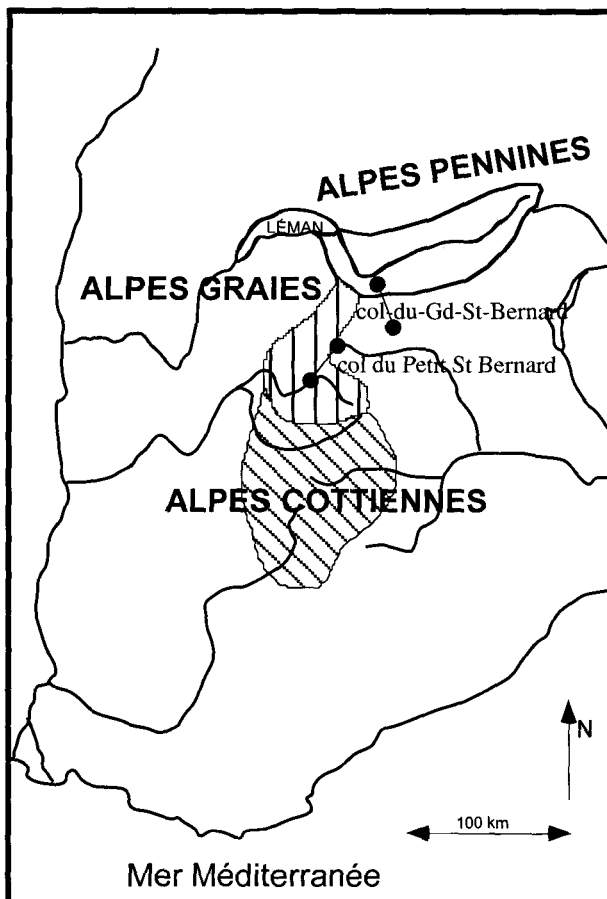 ALPES PENNINES
LÉMAN
ALPES GRAIES
col-du-Gd-St-Bernard
col du Petit St Bernard
ALPES COTTIENNES
N
100 km
Mer Méditerranée